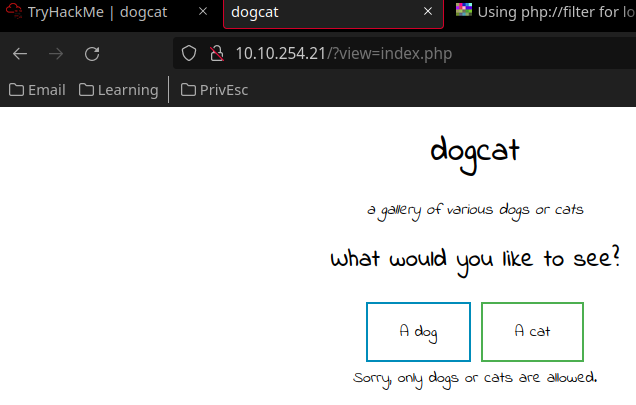 TryHackMe | dogcat
dogcat
Using php://filter for lo
10.10.254.21/?view=index.php
Email
Learning
PrivEsc
dogcat
a gallery of various dogs or cats
What would you like to see?
A dog
A cat
Sorry, only dogs or cats are allowed.